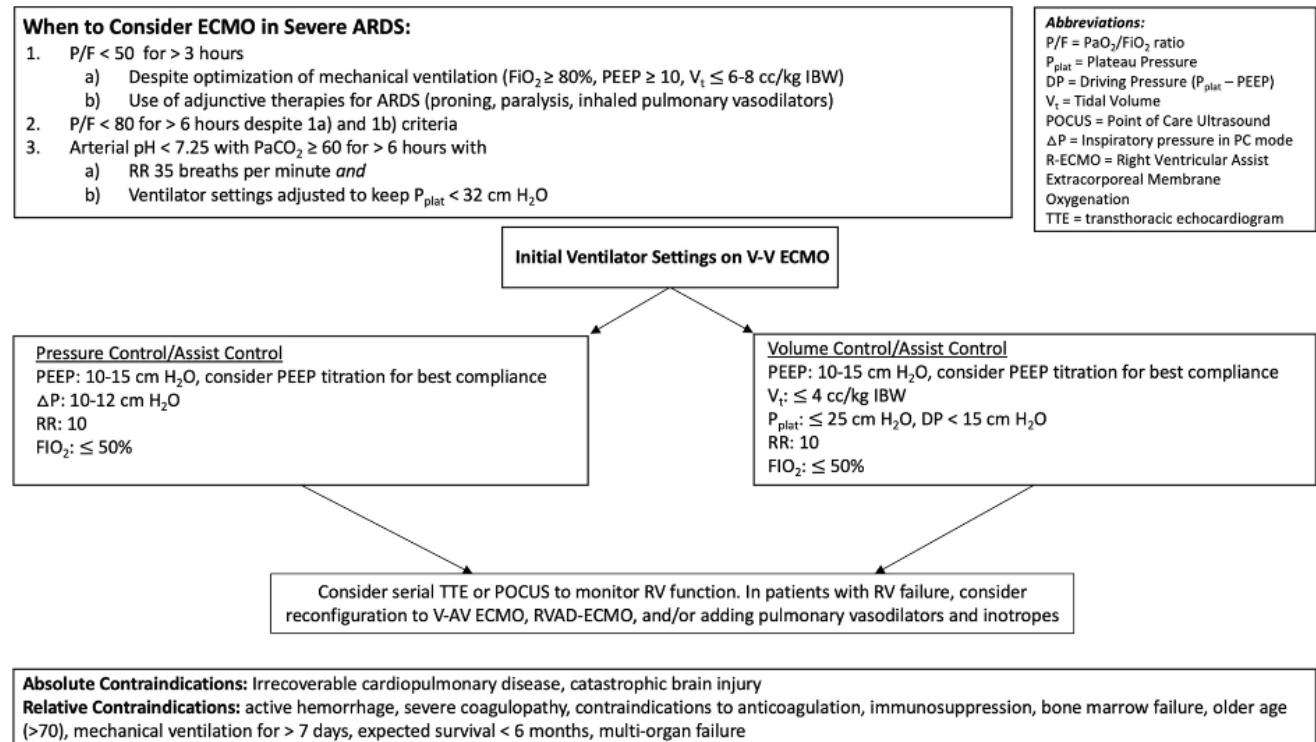 When to Consider ECMO in Severe ARDS:
1. P/F < 50 for > 3 hours
a) Despite optimization of mechanical ventilation (FiO₂ ≥ 80%, PEEP ≥ 10, Vₜ ≤ 6-8 cc/kg IBW)
b) Use of adjunctive therapies for ARDS (proning, paralysis, inhaled pulmonary vasodilators)
2. P/F < 80 for > 6 hours despite 1a) and 1b) criteria
3. Arterial pH < 7.25 with PaCO₂ ≥ 60 for > 6 hours with
a) RR 35 breaths per minute and
b) Ventilator settings adjusted to keep Pplat < 32 cm H₂O
Abbreviations:
P/F = PaO₂/FiO₂ ratio
Pplat = Plateau Pressure
DP = Driving Pressure (Pplat – PEEP)
Vₜ = Tidal Volume
POCUS = Point of Care Ultrasound
△P = Inspiratory pressure in PC mode
R-ECMO = Right Ventricular Assist
Extracorporeal Membrane
Oxygenation
TTE = transthoracic echocardiogram
Initial Ventilator Settings on V-V ECMO
Pressure Control/Assist Control
PEEP: 10-15 cm H₂O, consider PEEP titration for best compliance
△P: 10-12 cm H₂O
RR: 10
FIO₂: ≤ 50%
Volume Control/Assist Control
PEEP: 10-15 cm H₂O, consider PEEP titration for best compliance
Vₜ: ≤ 4 cc/kg IBW
Pplat: ≤ 25 cm H₂O, DP < 15 cm H₂O
RR: 10
FIO₂: ≤ 50%
Consider serial TTE or POCUS to monitor RV function. In patients with RV failure, consider
reconfiguration to V-AV ECMO, RVAD-ECMO, and/or adding pulmonary vasodilators and inotropes
Absolute Contraindications: Irrecoverable cardiopulmonary disease, catastrophic brain injury
Relative Contraindications: active hemorrhage, severe coagulopathy, contraindications to anticoagulation, immunosuppression, bone marrow failure, older age
(>70), mechanical ventilation for > 7 days, expected survival < 6 months, multi-organ failure